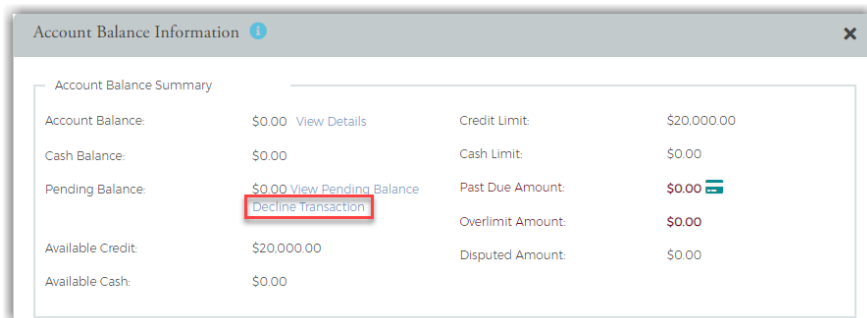 Account Balance Information
Account Balance Summary
Account Balance: $0.00 View Details Credit Limit: $20,000.00
Cash Balance: $0.00 Cash Limit: $0.00
Pending Balance: $0.00 View Pending Balance Past Due Amount: $0.00
Decline Transaction
Overlimit Amount: $0.00
Available Credit: $20,000.00 Disputed Amount: $0.00
Available Cash: $0.00